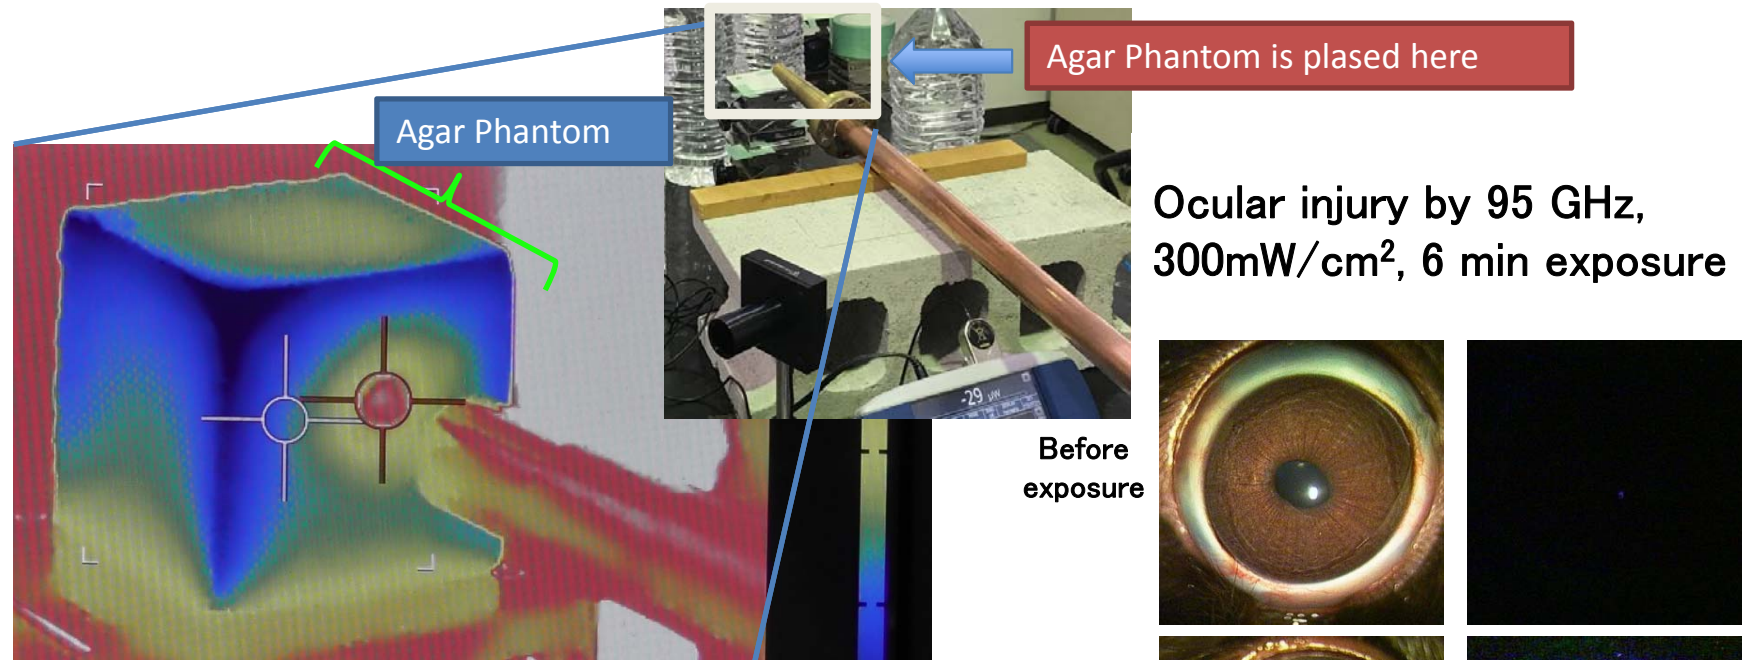 Agar Phantom is plased here
Agar Phantom
Ocular injury by 95 GHz,
300mW/cm², 6 min exposure
-29 μW
Before
exposure